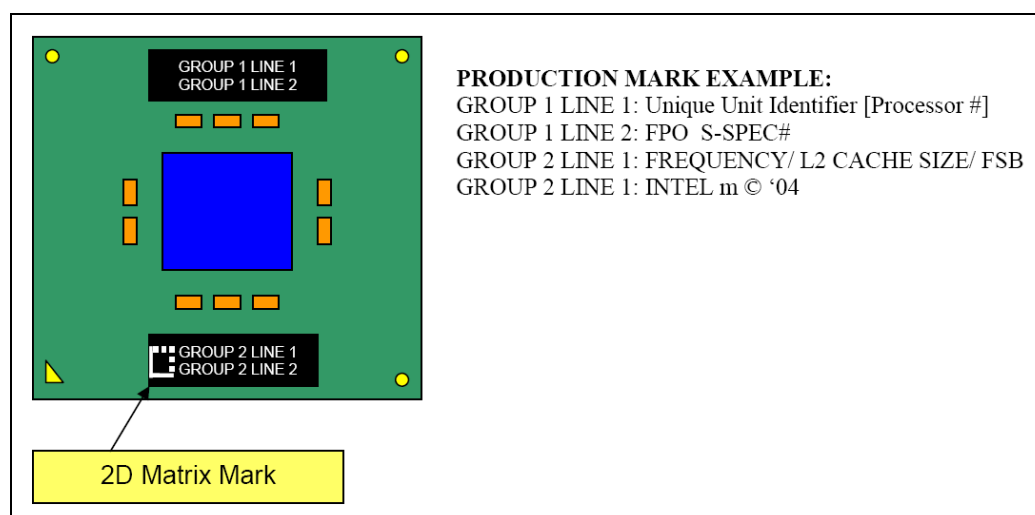 GROUP 1 LINE 1
GROUP 1 LINE 2
GROUP 2 LINE 1
GROUP 2 LINE 2
2D Matrix Mark
PRODUCTION MARK EXAMPLE:
GROUP 1 LINE 1: Unique Unit Identifier [Processor #]
GROUP 1 LINE 2: FPO S-SPEC#
GROUP 2 LINE 1: FREQUENCY/ L2 CACHE SIZE/ FSB
GROUP 2 LINE 1: INTEL m © ‘04